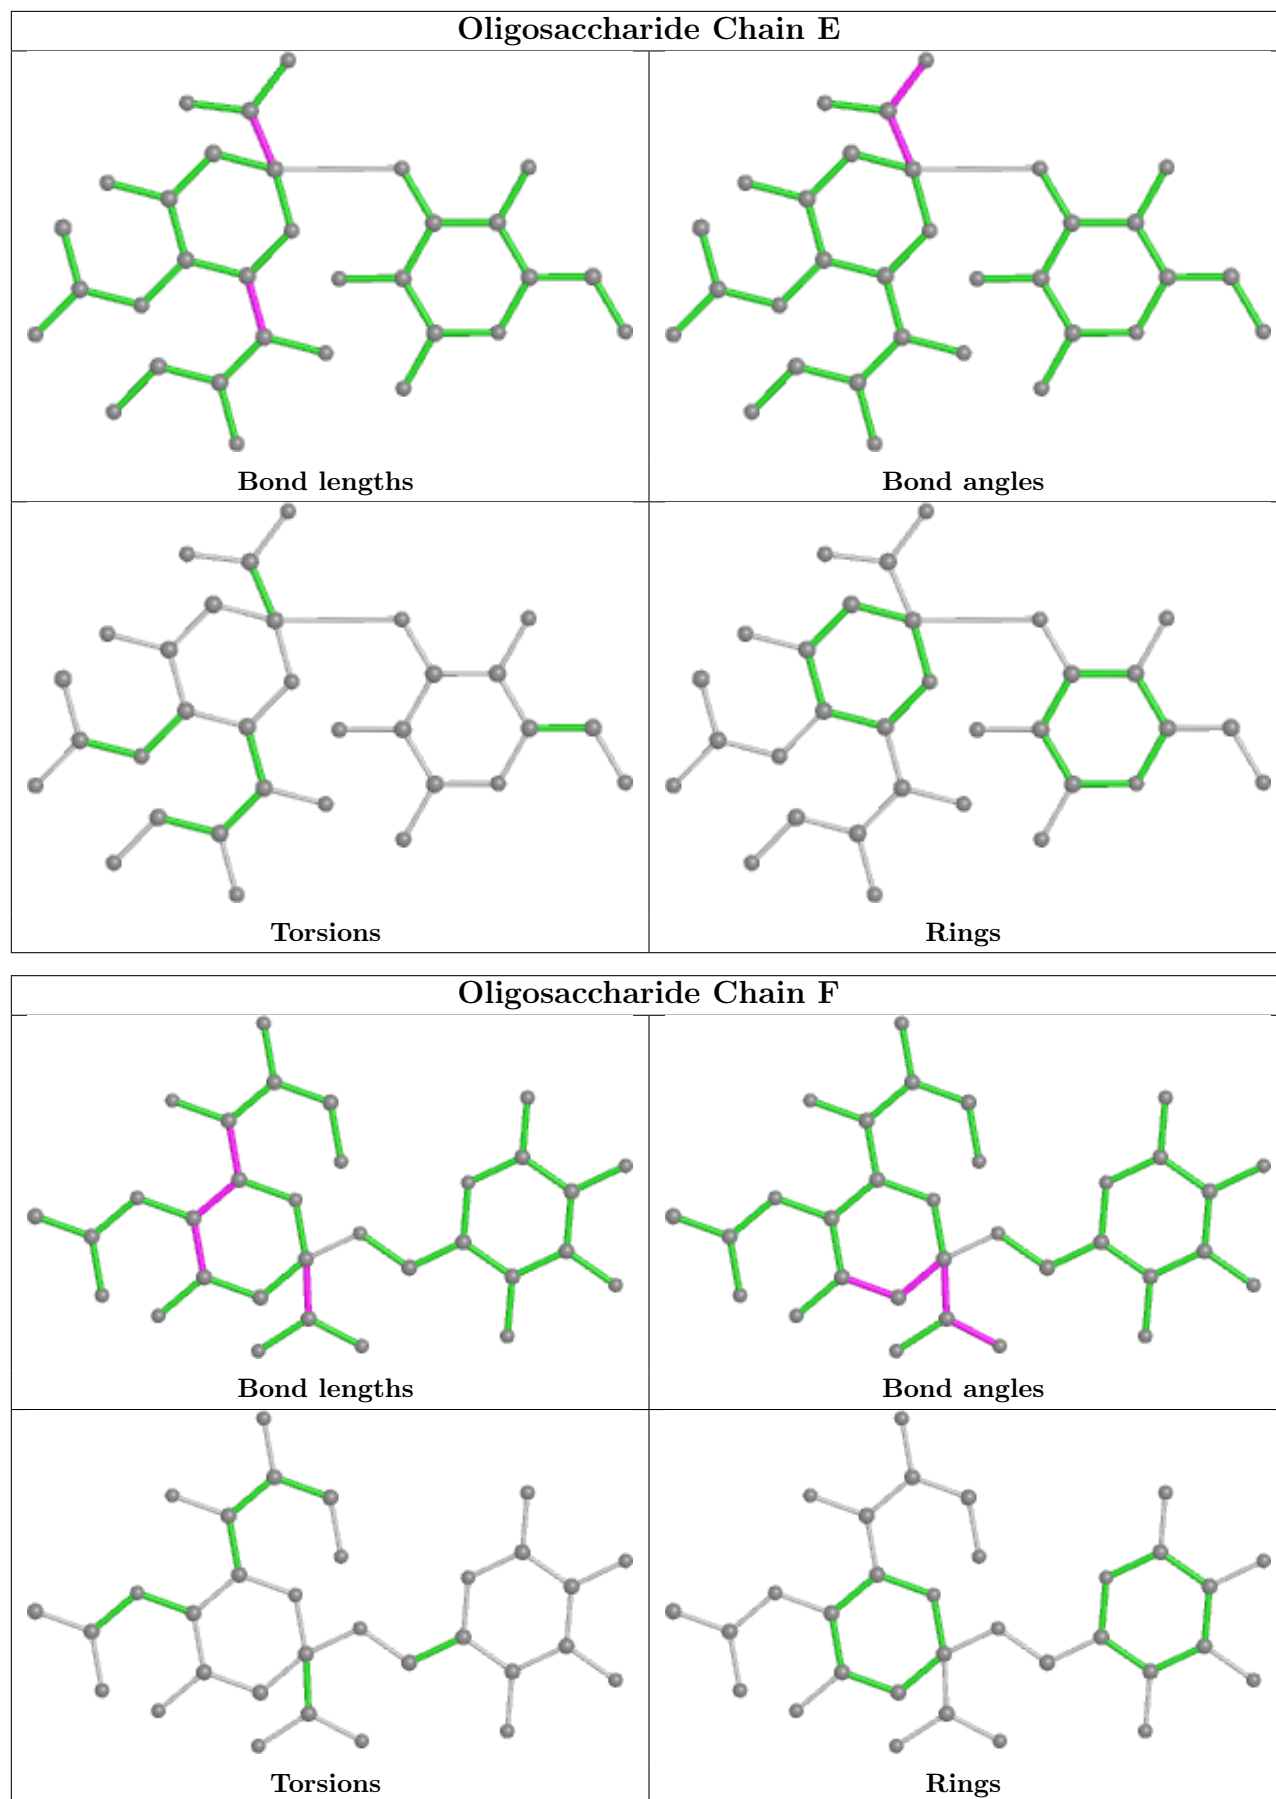 Oligosaccharide Chain E
Bond lengths
Bond angles
Torsions
Rings
Oligosaccharide Chain F
Bond lengths
Bond angles
Torsions
Rings